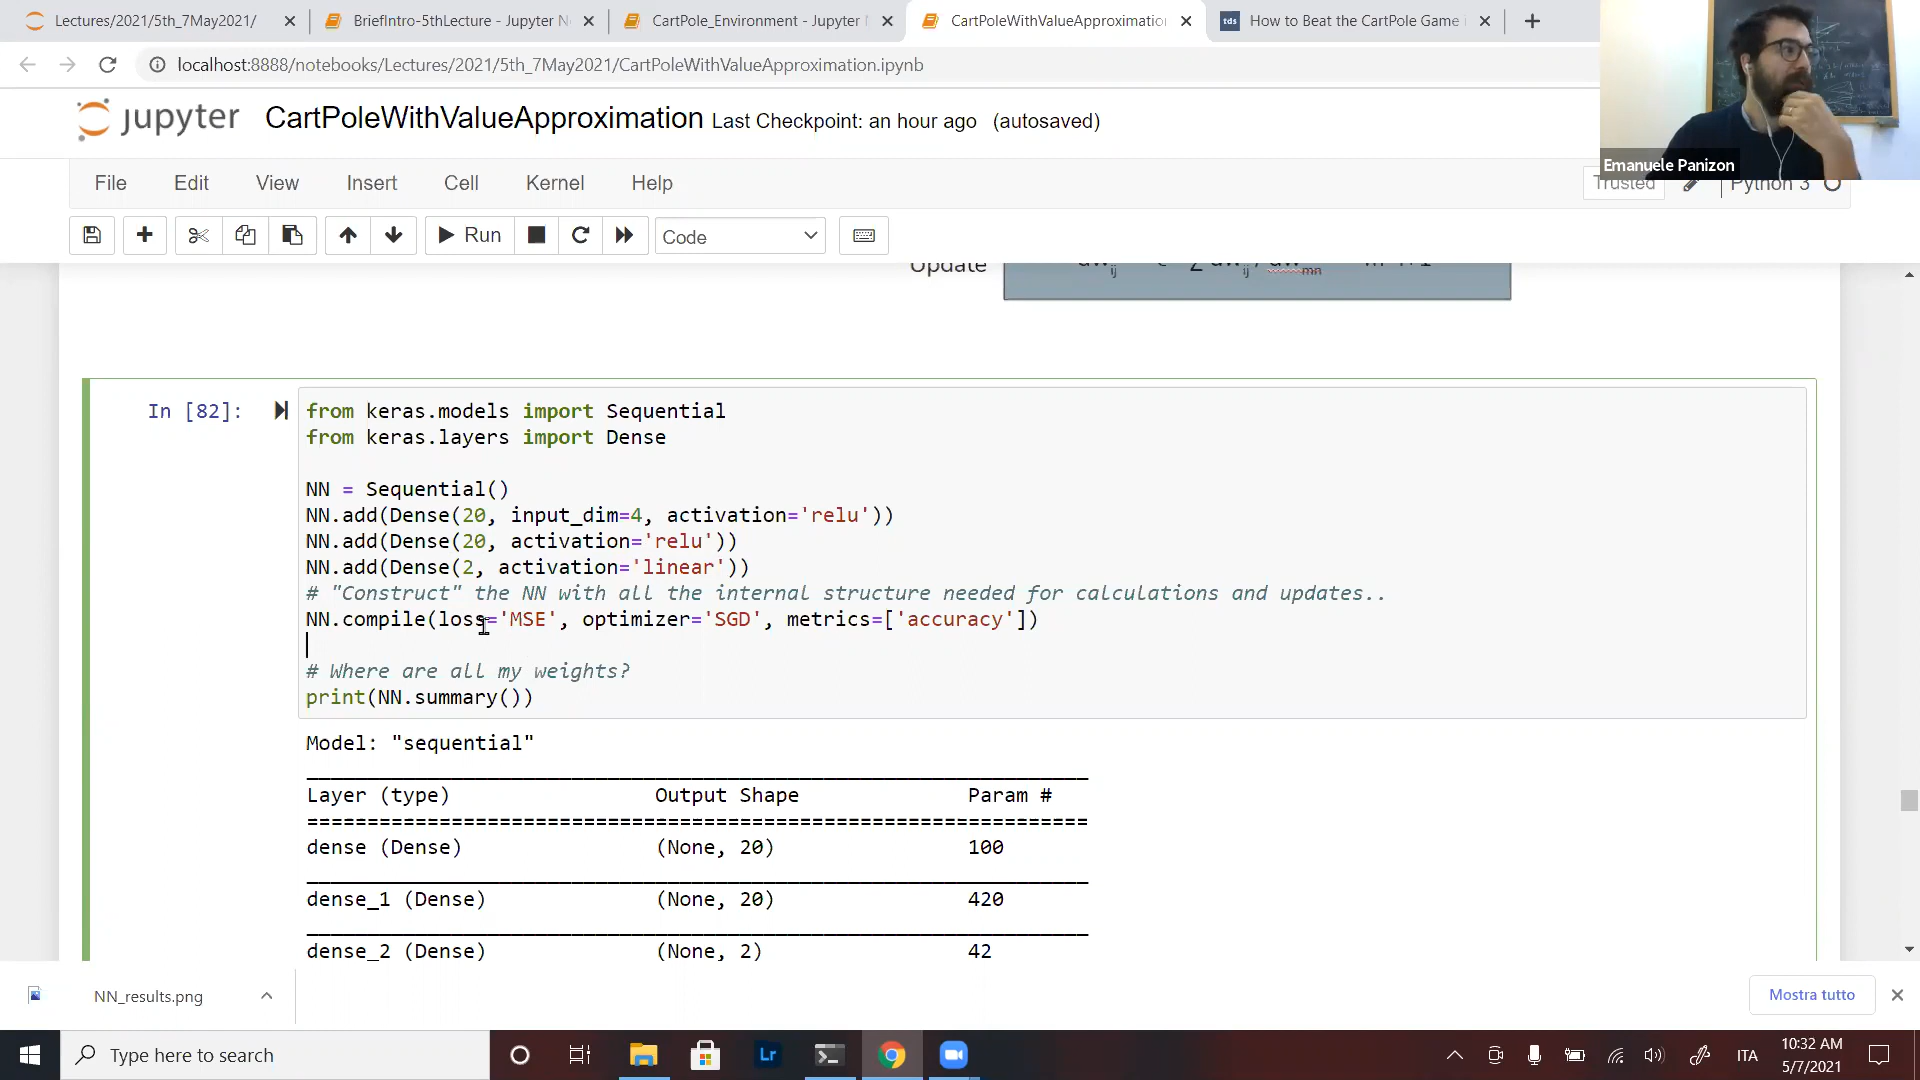 Lectures/2021/5th_7May2021/
BriefIntro-5thLecture - Jupyter N
CartPole_Environment - Jupyter
CartPoleWithValueApproximatio
tds How to Beat the CartPole Game i
localhost:8888/notebooks/Lectures/2021/5th_7May2021/CartPoleWithValueApproximation.ipynb
jupyter CartPoleWithValueApproximation Last Checkpoint: an hour ago (autosaved)
Emanuele Panizon
File Edit View Insert Cell Kernel Help
Trusted Python 3
Run Code
Update
In [82]:
from keras.models import Sequential
from keras.layers import Dense
NN = Sequential()
NN.add(Dense(20, input_dim=4, activation='relu'))
NN.add(Dense(20, activation='relu'))
NN.add(Dense(2, activation='linear'))
# "Construct" the NN with all the internal structure needed for calculations and updates..
NN.compile(loss='MSE', optimizer='SGD', metrics=['accuracy'])
# Where are all my weights?
print(NN.summary())
Model: "sequential"
Layer (type) Output Shape Param #
dense (Dense) (None, 20) 100
dense_1 (Dense) (None, 20) 420
dense_2 (Dense) (None, 2) 42
NN_results.png
Mostra tutto
Type here to search
Lr
ITA
10:32 AM
5/7/2021